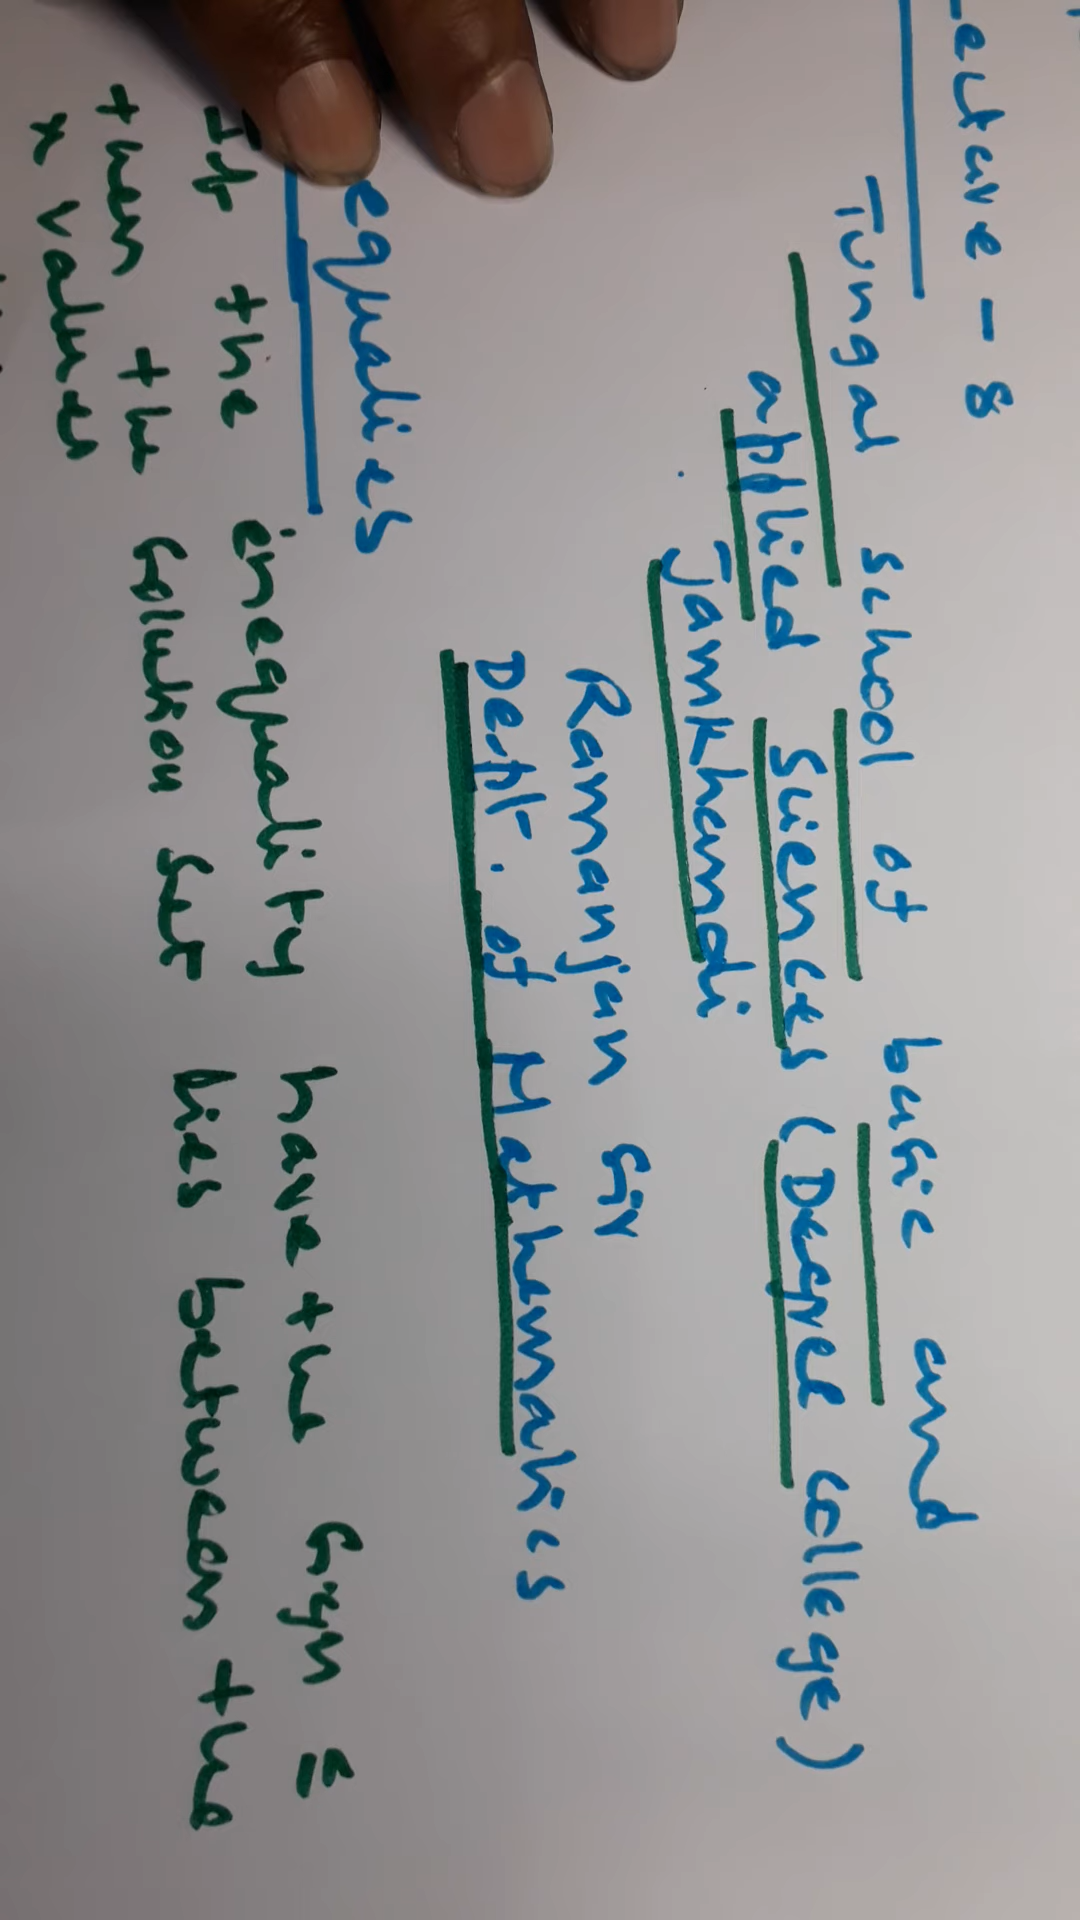 Lecture - 8
Tungal school of basic and
applied Sciences (Degree college)
Jamkhandi
Ramanjan Sir
Dept. of Mathematics
equalies
If the inequality have the Sign ≤
then the Solution Set lies between the
x values